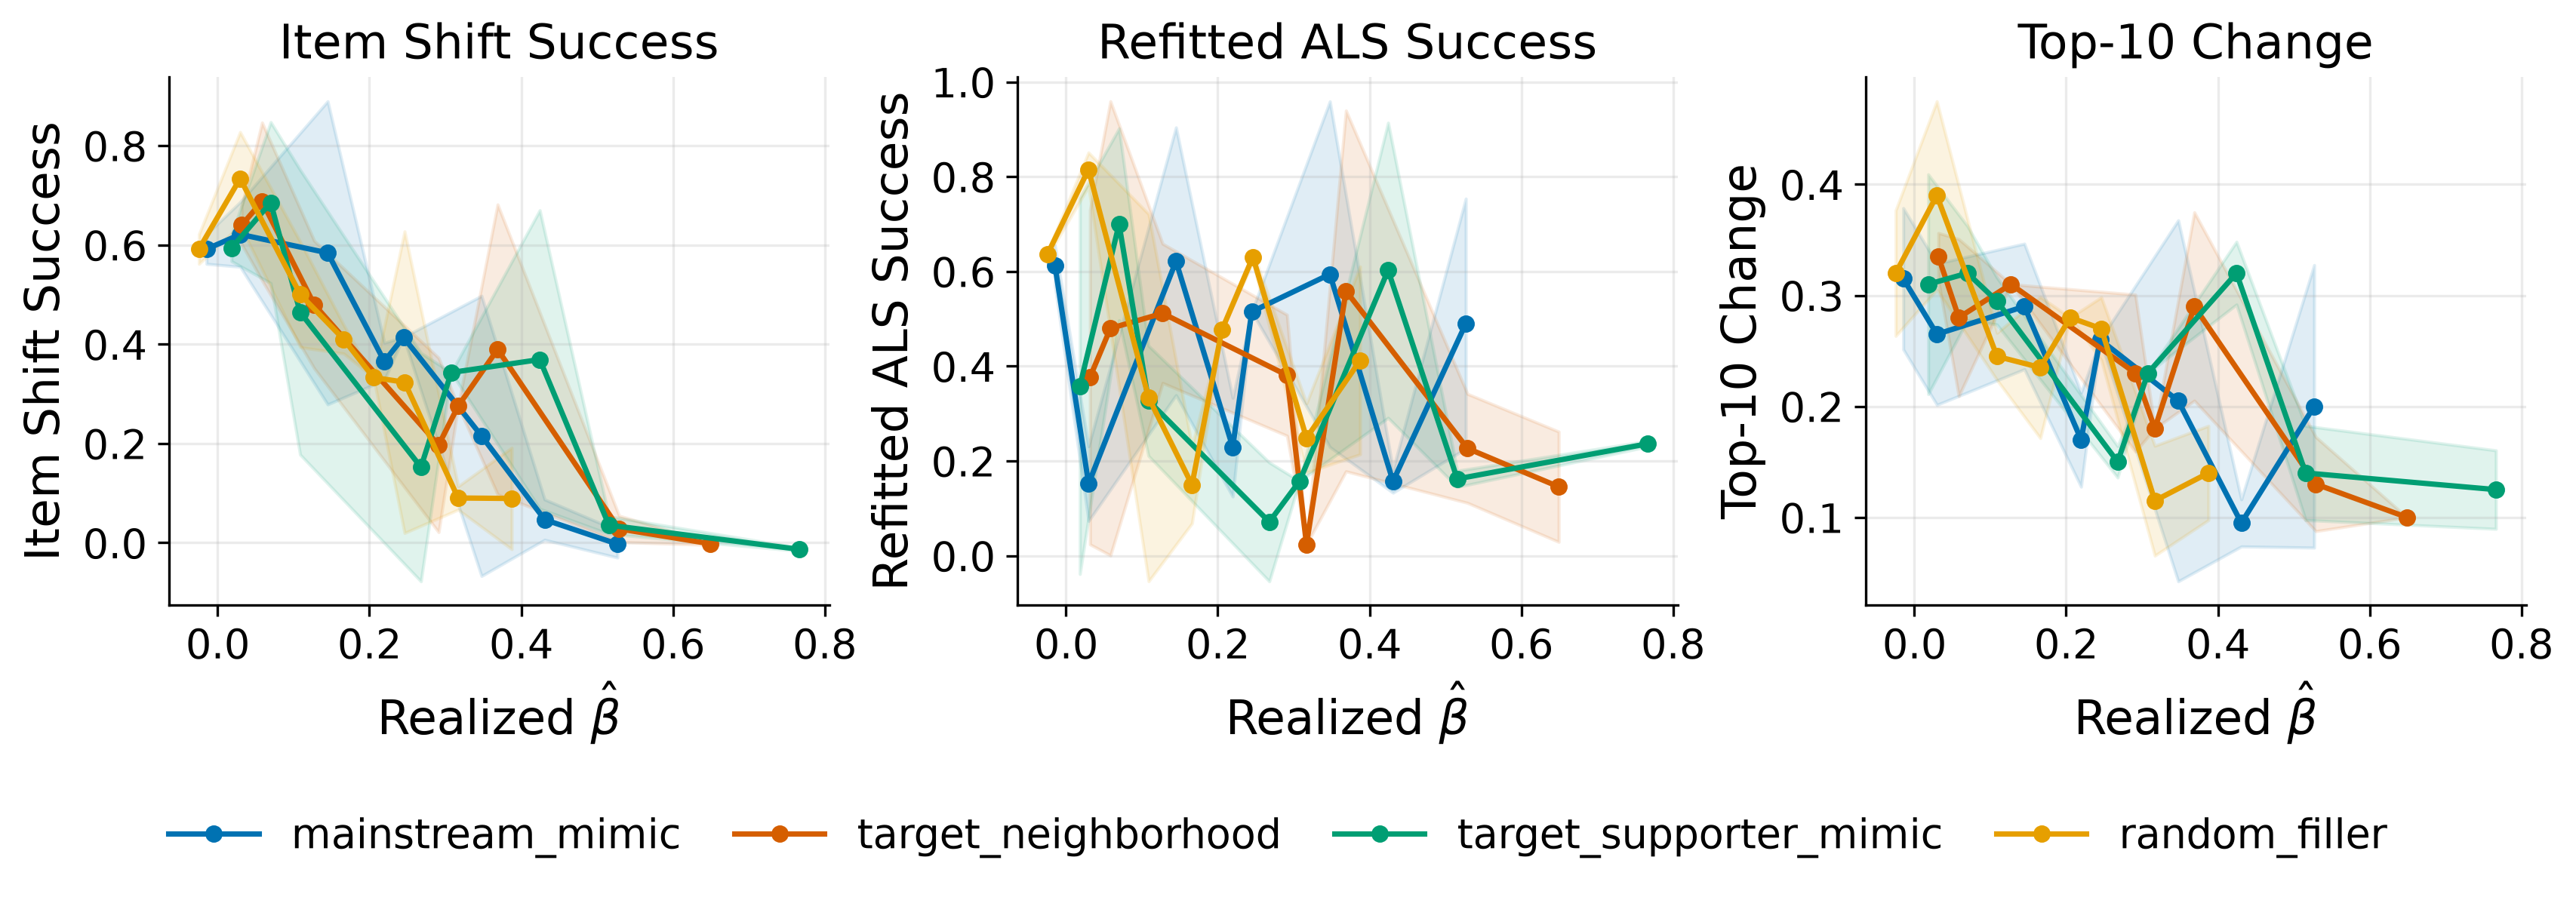 Item Shift Success
Refitted ALS Success
Top-10 Change
Item Shift Success
0.8
0.6
0.4
0.2
0.0
0.0 0.2 0.4 0.6 0.8
Realized β̂
Refitted ALS Success
1.0
0.8
0.6
0.4
0.2
0.0
0.0 0.2 0.4 0.6 0.8
Realized β̂
Top-10 Change
0.4
0.3
0.2
0.1
0.0 0.2 0.4 0.6 0.8
Realized β̂
mainstream_mimic target_neighborhood target_supporter_mimic random_filler